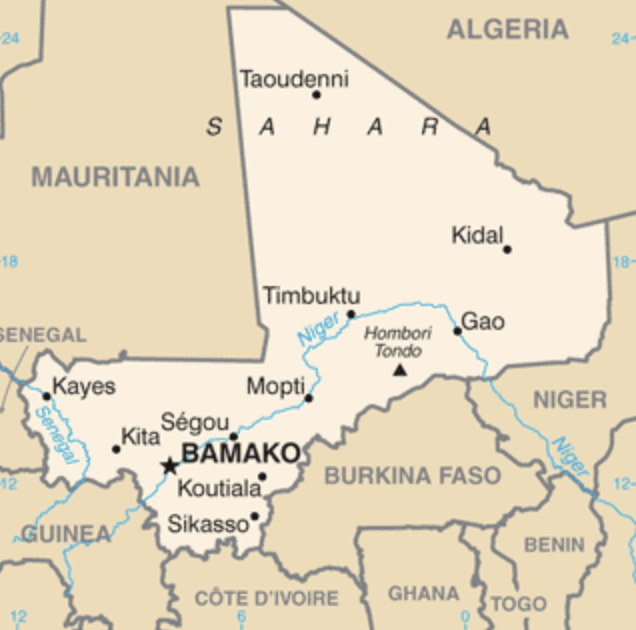 24
24
ALGERIA
Taoudenni
S A H A R A
MAURITANIA
Kidal
18
18
Timbuktu
Niger
Gao
Hombori
Tondo
SENEGAL
Kayes
Mopti
NIGER
Senegal
Ségou
Kita
BAMAKO
Niger
BURKINA FASO
12
12
Koutiala
Sikasso
GUINEA
BENIN
CÔTE D'IVOIRE
GHANA
TOGO
12
6
0